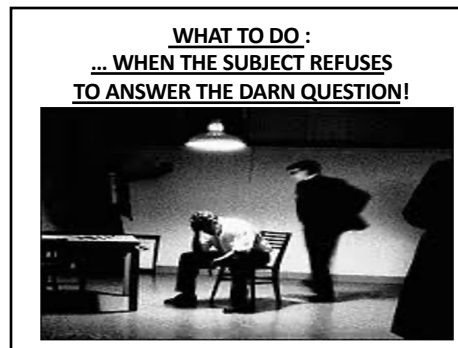 WHAT TO DO :
... WHEN THE SUBJECT REFUSES
TO ANSWER THE DARN QUESTION!